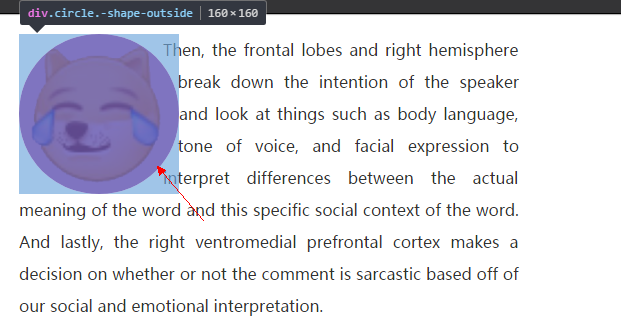 div.circle.-shape-outside 160×160
Then, the frontal lobes and right hemisphere
break down the intention of the speaker
and look at things such as body language,
tone of voice, and facial expression to
interpret differences between the actual
meaning of the word and this specific social context of the word.
And lastly, the right ventromedial prefrontal cortex makes a
decision on whether or not the comment is sarcastic based off of
our social and emotional interpretation.